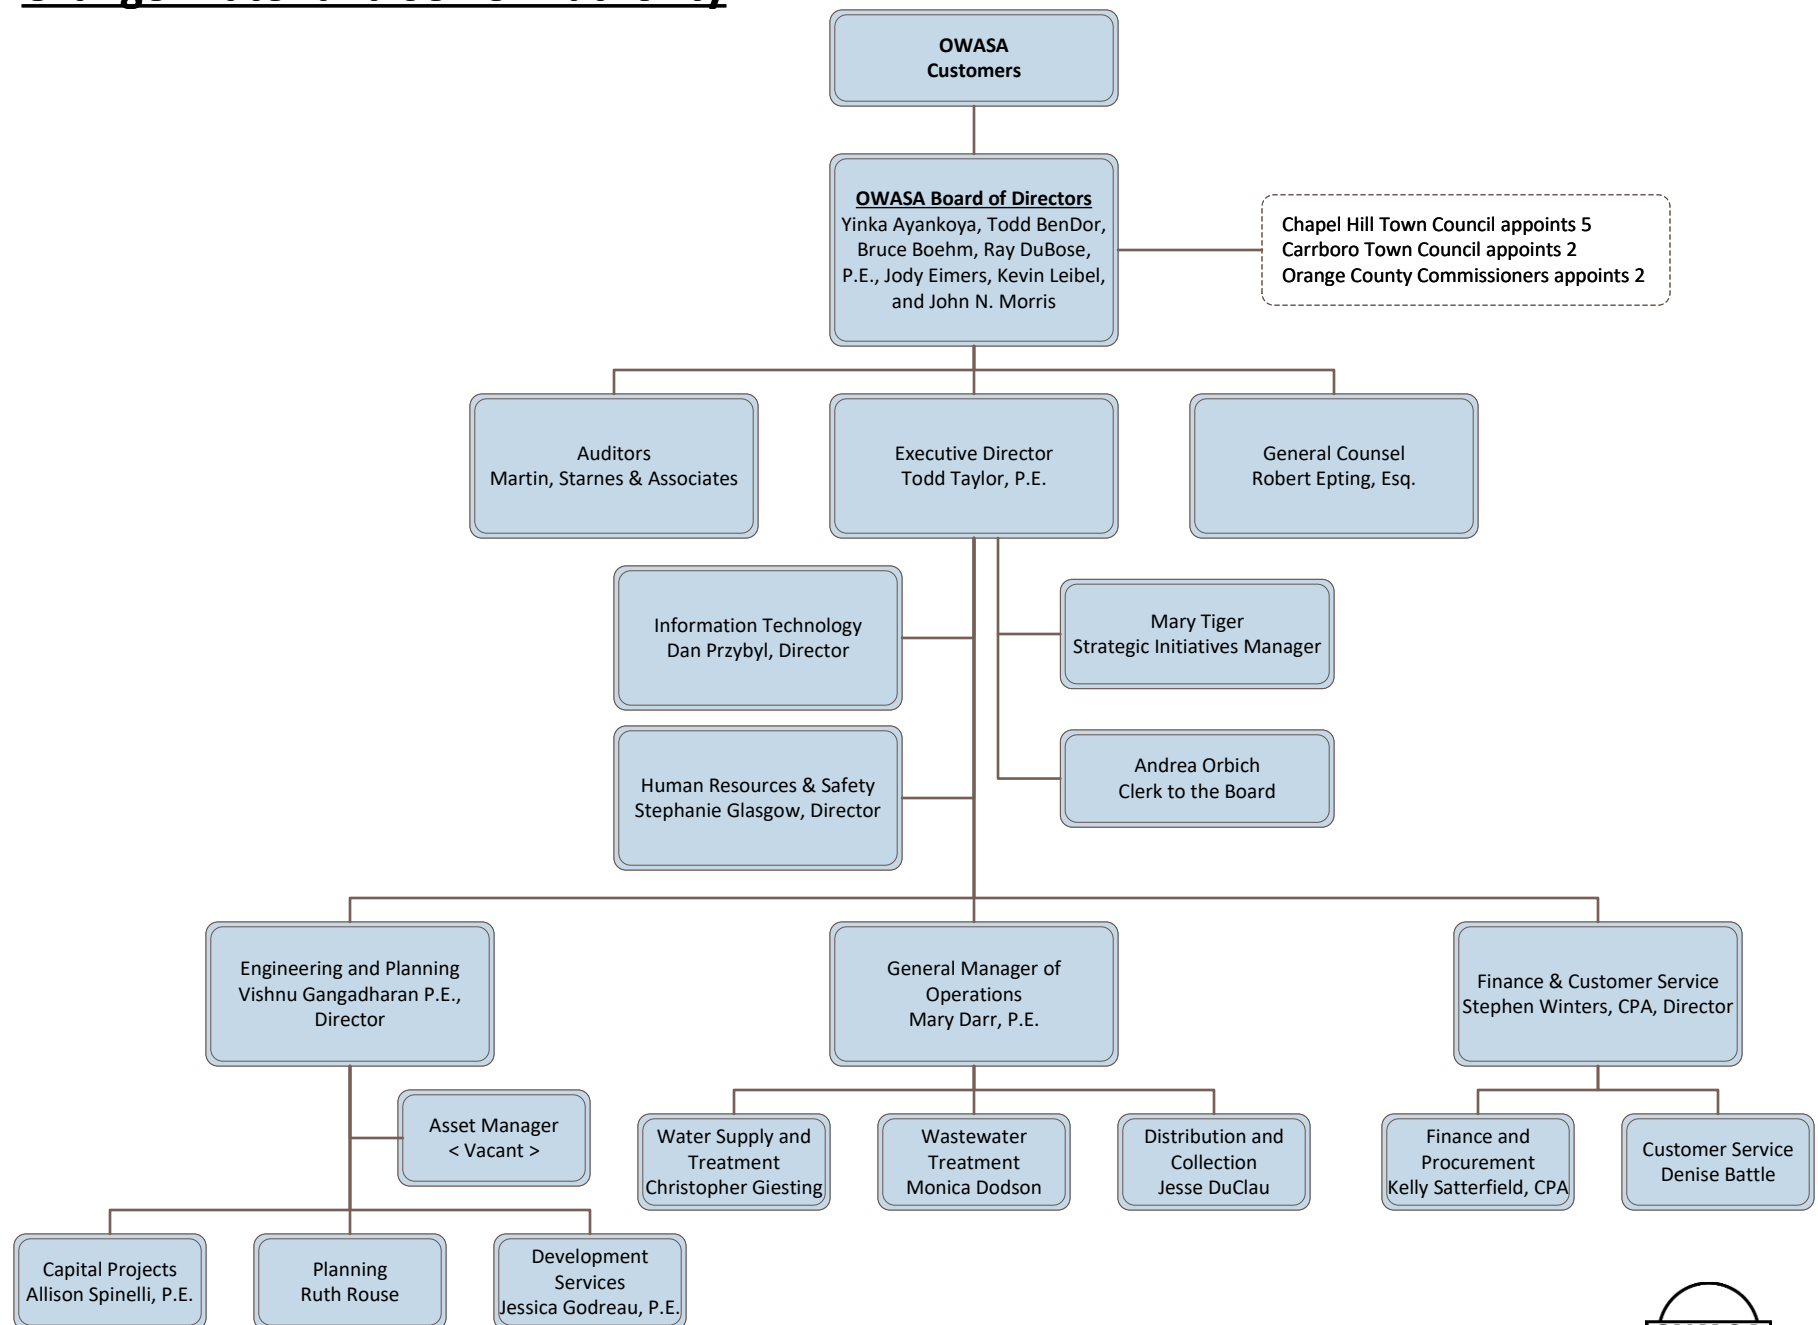 OWASA
Customers
OWASA Board of Directors
Yinka Ayankoya, Todd BenDor,
Bruce Boehm, Ray DuBose,
P.E., Jody Eimers, Kevin Leibel,
and John N. Morris
Chapel Hill Town Council appoints 5
Carrboro Town Council appoints 2
Orange County Commissioners appoints 2
Auditors
Martin, Starnes & Associates
Executive Director
Todd Taylor, P.E.
General Counsel
Robert Epting, Esq.
Information Technology
Dan Przybyl, Director
Mary Tiger
Strategic Initiatives Manager
Human Resources & Safety
Stephanie Glasgow, Director
Andrea Orbich
Clerk to the Board
Engineering and Planning
Vishnu Gangadharan P.E.,
Director
General Manager of
Operations
Mary Darr, P.E.
Finance & Customer Service
Stephen Winters, CPA, Director
Asset Manager
< Vacant >
Water Supply and
Treatment
Christopher Giesting
Wastewater
Treatment
Monica Dodson
Distribution and
Collection
Jesse DuClau
Finance and
Procurement
Kelly Satterfield, CPA
Customer Service
Denise Battle
Capital Projects
Allison Spinelli, P.E.
Planning
Ruth Rouse
Development
Services
Jessica Godreau, P.E.